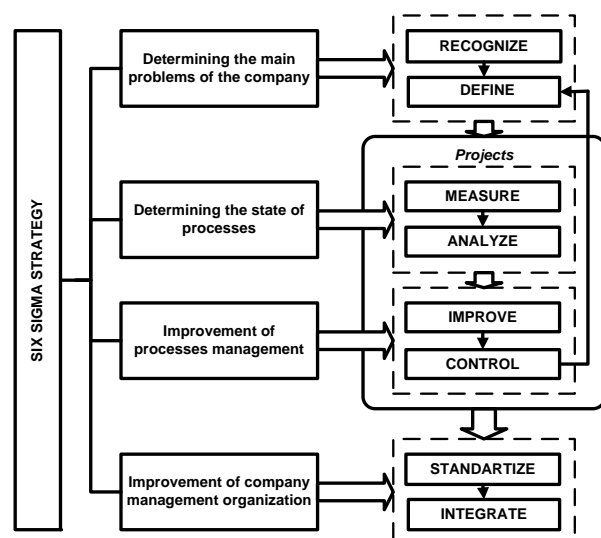 SIX SIGMA STRATEGY
Determining the main
problems of the company
RECOGNIZE
DEFINE
Projects
Determining the state of
processes
MEASURE
ANALYZE
Improvement of
processes management
IMPROVE
CONTROL
Improvement of company
management organization
STANDARTIZE
INTEGRATE